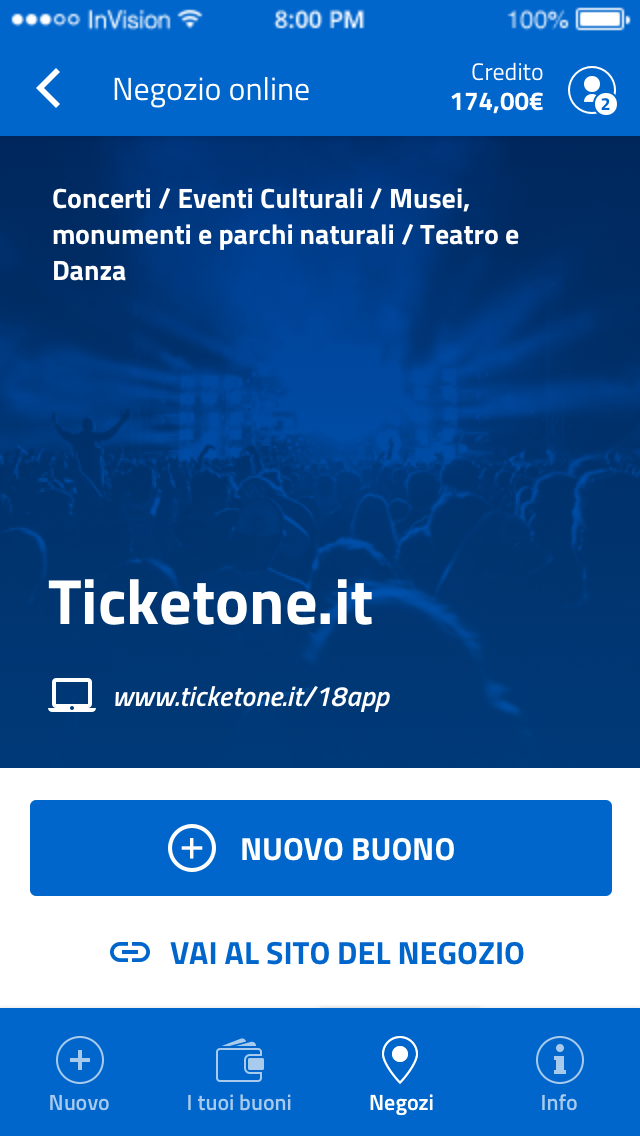 InVision 8:00 PM 100%
Negozio online
Credito
174,00€
2
Concerti / Eventi Culturali / Musei,
monumenti e parchi naturali / Teatro e
Danza
Ticketone.it
www.ticketone.it/18app
NUOVO BUONO
VAI AL SITO DEL NEGOZIO
Nuovo I tuoi buoni Negozi Info